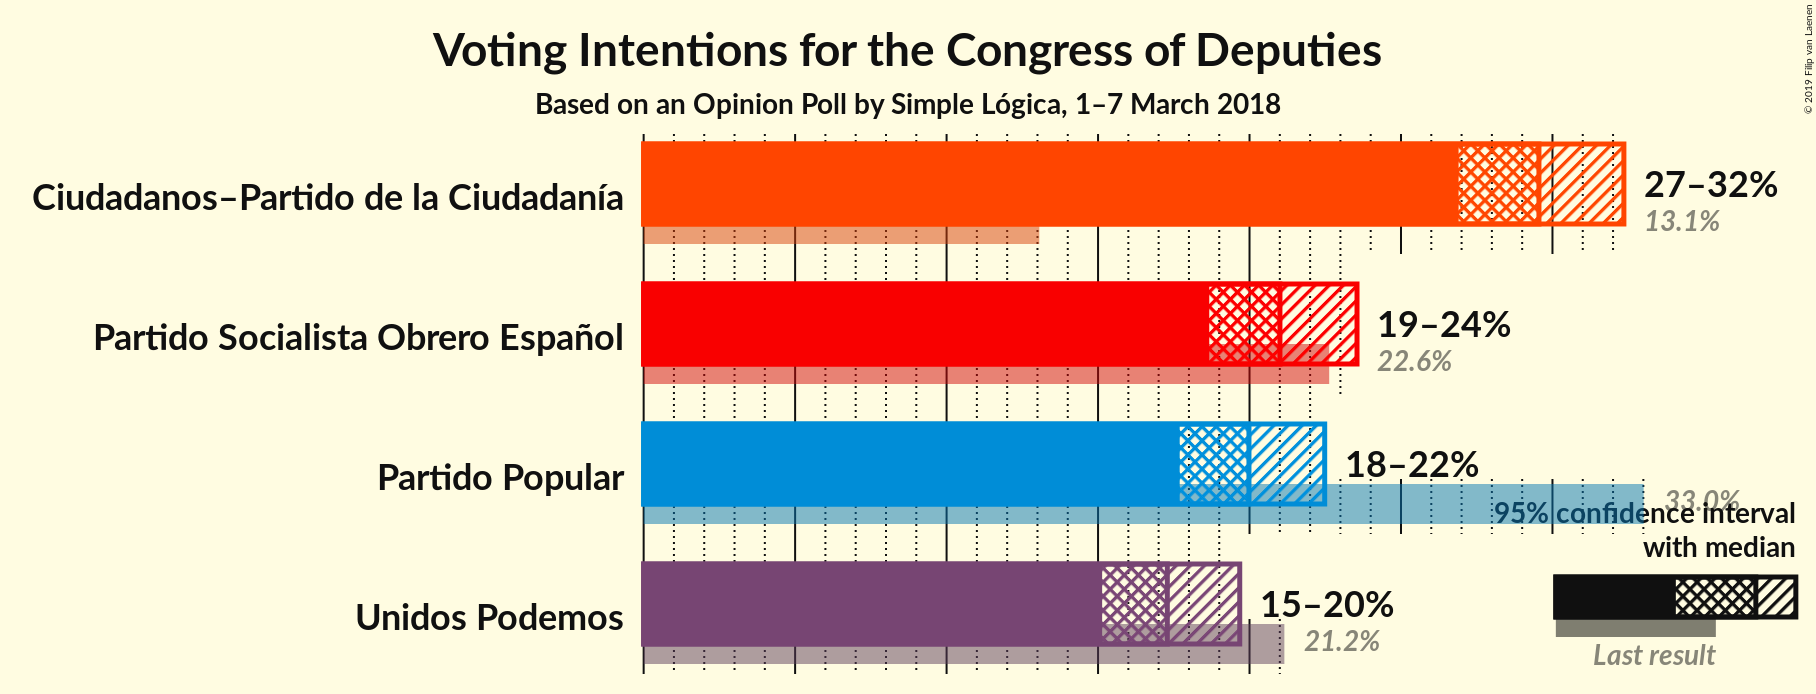 Voting Intentions for the Congress of Deputies
Based on an Opinion Poll by Simple Lógica, 1–7 March 2018
© 2019 Filip van Laenen
Ciudadanos–Partido de la Ciudadanía
27–32%
13.1%
Partido Socialista Obrero Español
19–24%
22.6%
Partido Popular
18–22%
33.0%
95% confidence interval
with median
Unidos Podemos
15–20%
21.2%
Last result